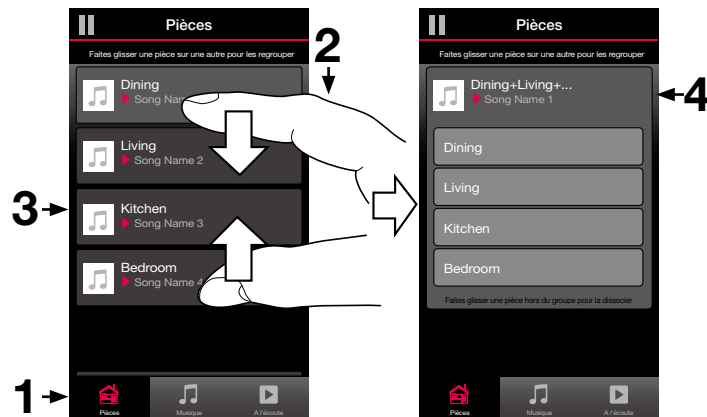 Pièces
Faites glisser une pièce sur une autre pour les regrouper
2
Dining
Song Nam
Living
Song Name 2
3
Kitchen
Song Name 3
Bedroom
Song Name 4
1
Pièces
Musique
A l'écoute
Pièces
Faites glisser une pièce sur une autre pour les regrouper
Dining+Living+...
Song Name 1
4
Dining
Living
Kitchen
Bedroom
Faites glisser une pièce hors du groupe pour la dissocier
Pièces
Musique
A l'écoute